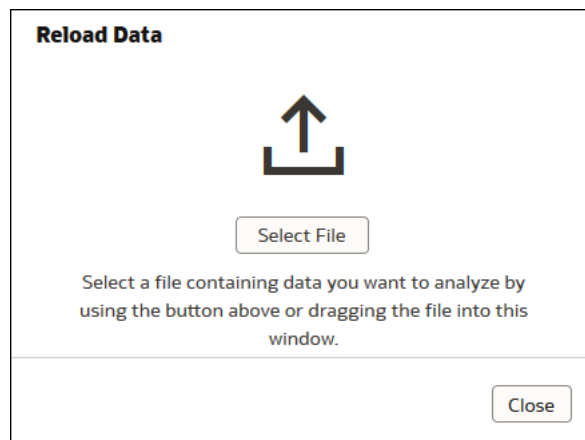 Reload Data
Select File
Select a file containing data you want to analyze by
using the button above or dragging the file into this
window.
Close